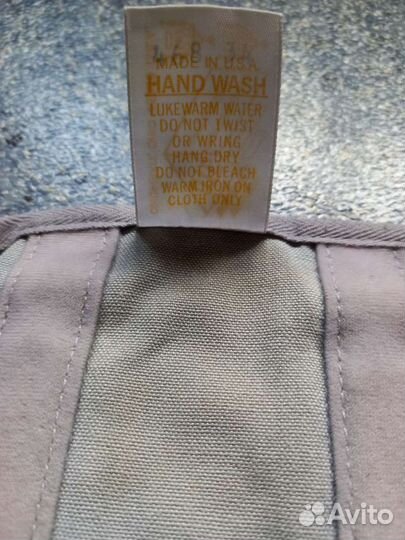 MADE IN U.S.A.
HAND WASH
LUKEWARM WATER
DO NOT TWIST
OR WRING
HANG DRY
DO NOT BLEACH
WARM IRON ON
CLOTH ONLY
Avito